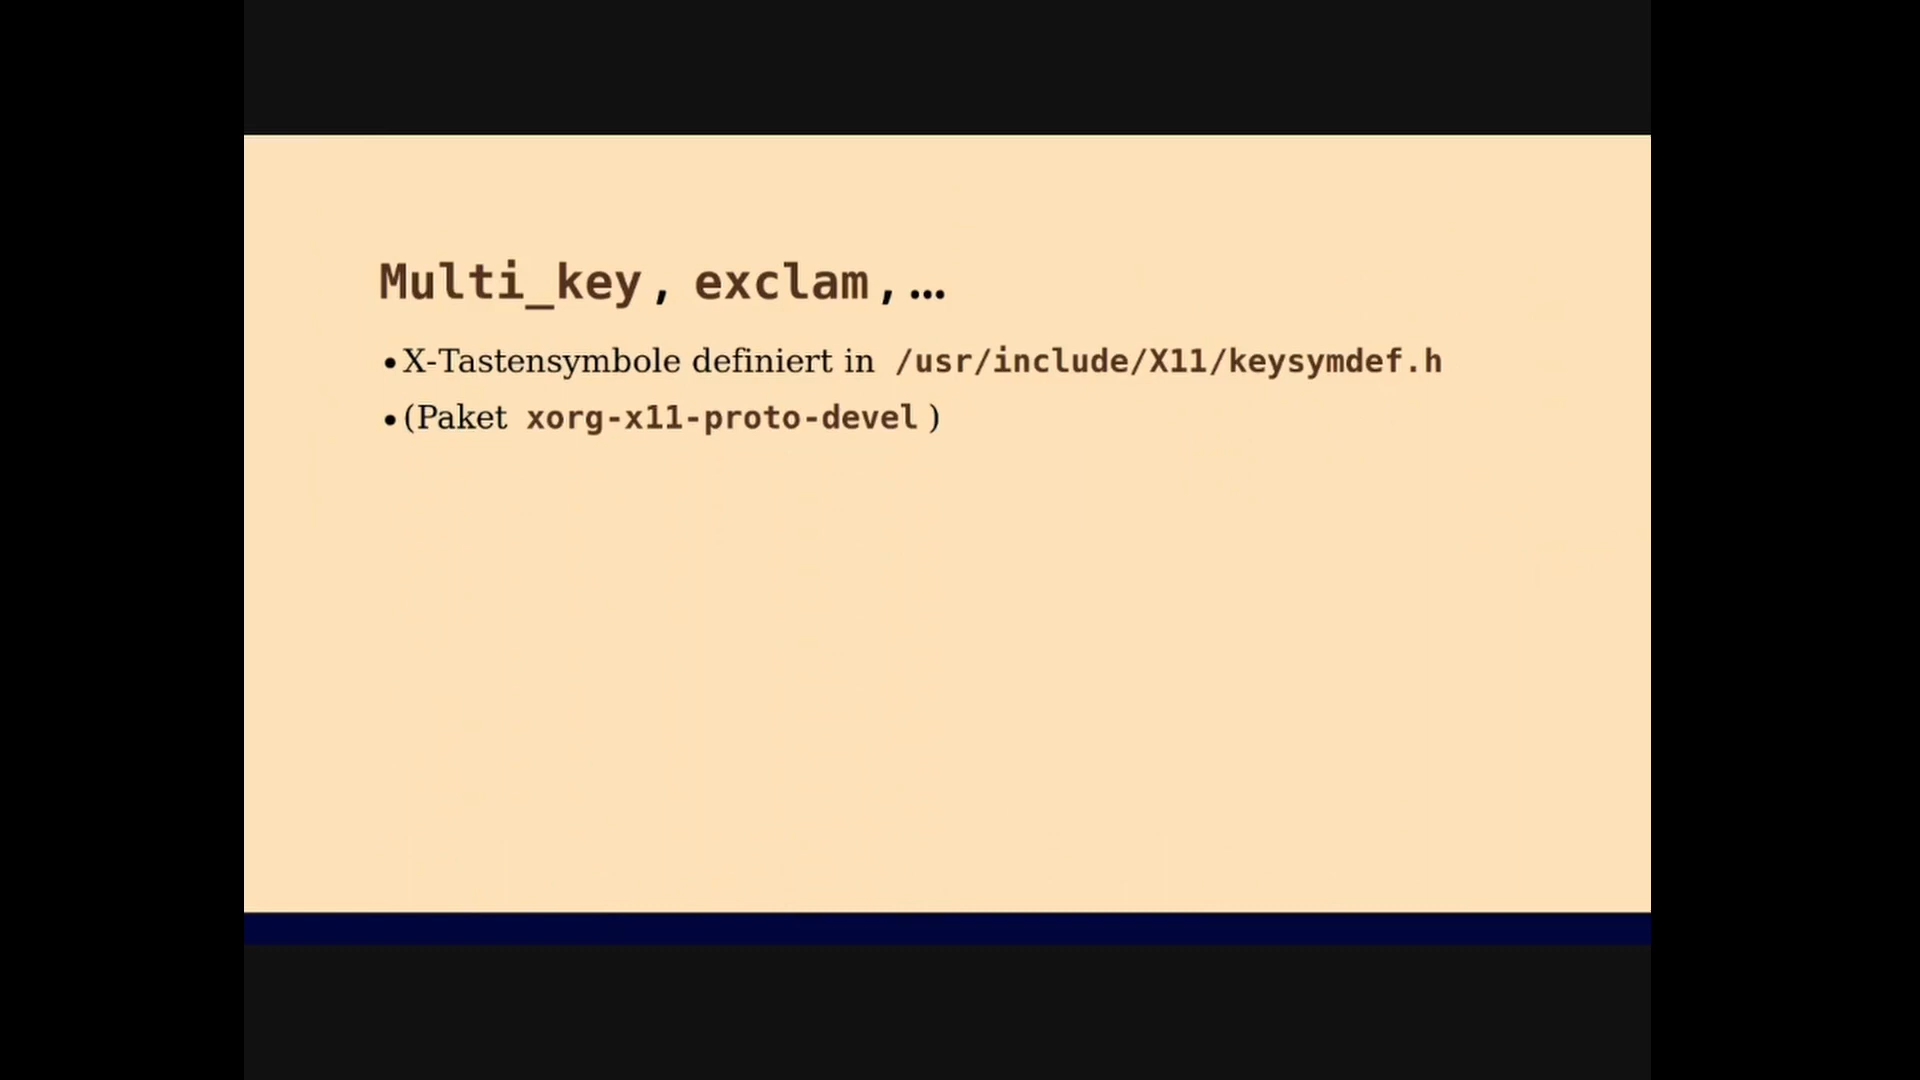 Multi_key, exclam,…
•X-Tastensymbole definiert in /usr/include/X11/keysymdef.h
•(Paket xorg-x11-proto-devel )